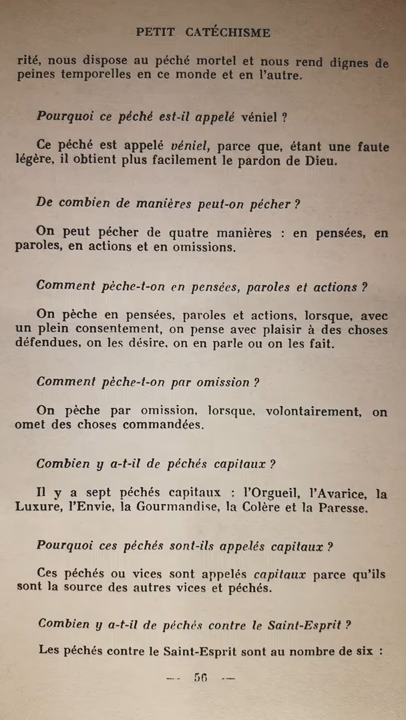 PETIT CATÉCHISME
rité, nous dispose au péché mortel et nous rend dignes de
peines temporelles en ce monde et en l'autre.
Pourquoi ce péché est-il appelé véniel ?
Ce péché est appelé véniel, parce que, étant une faute
légère, il obtient plus facilement le pardon de Dieu.
De combien de manières peut-on pécher ?
On peut pécher de quatre manières : en pensées, en
paroles, en actions et en omissions.
Comment pèche-t-on en pensées, paroles et actions ?
On pèche en pensées, paroles et actions, lorsque, avec
un plein consentement, on pense avec plaisir à des choses
défendues, on les désire, on en parle ou on les fait.
Comment pèche-t-on par omission ?
On pèche par omission, lorsque, volontairement, on
omet des choses commandées.
Combien y a-t-il de péchés capitaux ?
Il y a sept péchés capitaux : l'Orgueil, l'Avarice, la
Luxure, l'Envie, la Gourmandise, la Colère et la Paresse.
Pourquoi ces péchés sont-ils appelés capitaux ?
Ces péchés ou vices sont appelés capitaux parce qu'ils
sont la source des autres vices et péchés.
Combien y a-t-il de péchés contre le Saint-Esprit ?
Les péchés contre le Saint-Esprit sont au nombre de six :
— 56 —